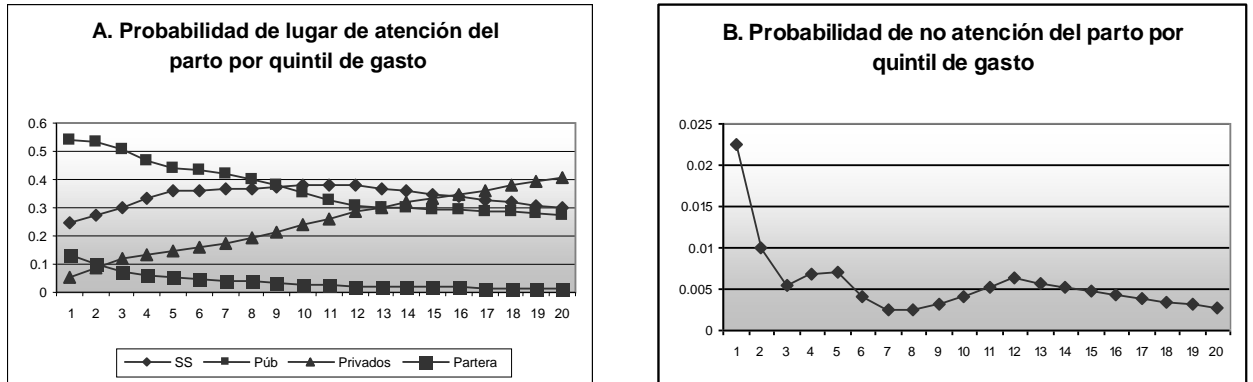 A. Probabilidad de lugar de atención del
parto por quintil de gasto
0.6
0.5
0.4
0.3
0.2
0.1
0
1 2 3 4 5 6 7 8 9 10 11 12 13 14 15 16 17 18 19 20
SS Púb Privados Partera
B. Probabilidad de no atención del parto por
quintil de gasto
0.025
0.02
0.015
0.01
0.005
0
1 2 3 4 5 6 7 8 9 10 11 12 13 14 15 16 17 18 19 20